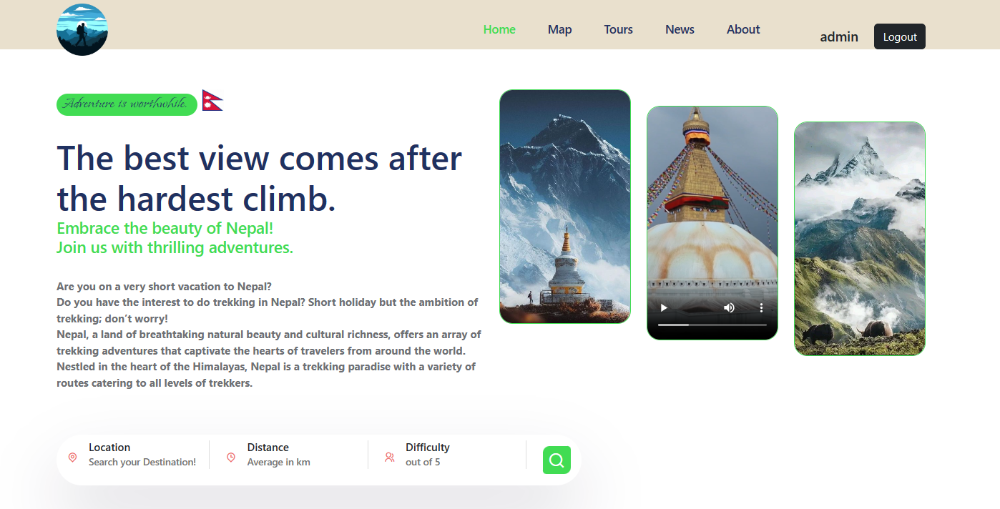 Home Map Tours News About admin Logout
Adventure is worthwhile.
The best view comes after
the hardest climb.
Embrace the beauty of Nepal!
Join us with thrilling adventures.
Are you on a very short vacation to Nepal?
Do you have the interest to do trekking in Nepal? Short holiday but the ambition of
trekking; don’t worry!
Nepal, a land of breathtaking natural beauty and cultural richness, offers an array of
trekking adventures that captivate the hearts of travelers from around the world.
Nestled in the heart of the Himalayas, Nepal is a trekking paradise with a variety of
routes catering to all levels of trekkers.
Location
Search your Destination!
Distance
Average in km
Difficulty
out of 5